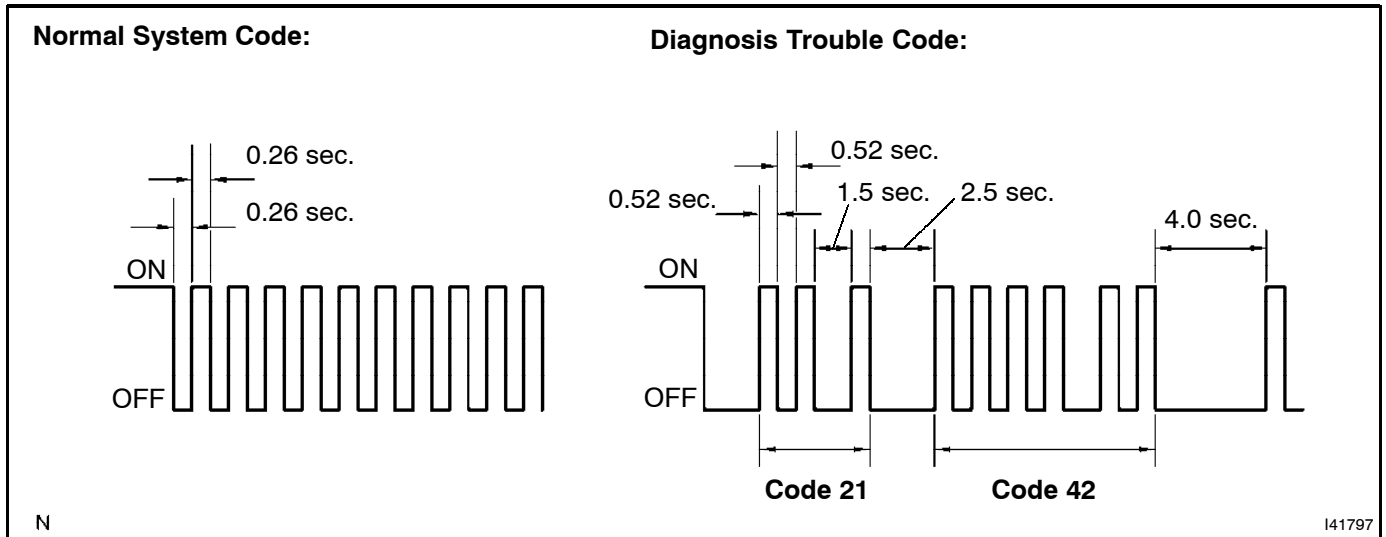 Normal System Code:
Diagnosis Trouble Code:
0.26 sec.
0.26 sec.
ON
OFF
0.52 sec.
0.52 sec.
1.5 sec.
2.5 sec.
4.0 sec.
ON
OFF
Code 21
Code 42
N
I41797